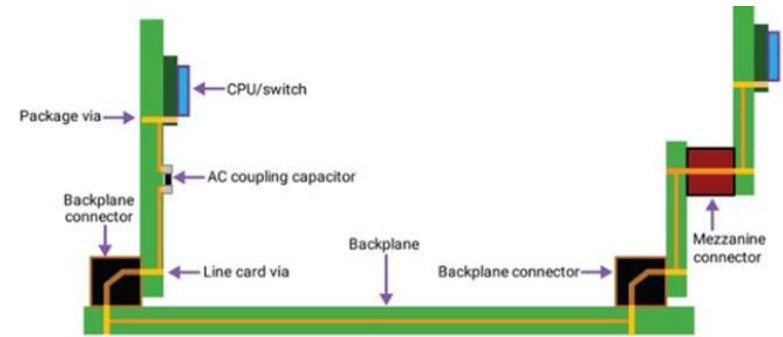 CPU/switch
Package via
AC coupling capacitor
Backplane
connector
Line card via
Backplane
Backplane connector
Mezzanine
connector